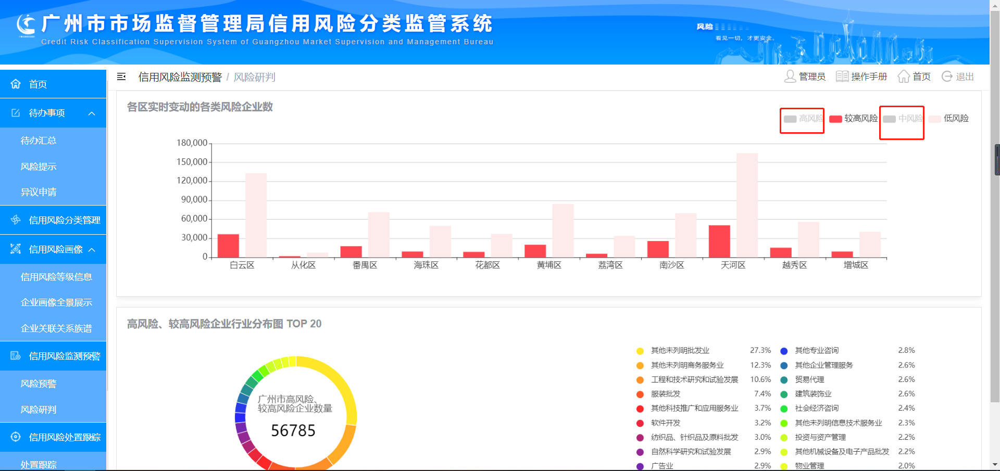 广州市市场监督管理局信用风险分类监管系统
Credit Risk Classification Supervision System of Guangzhou Market Supervision and Management Bureau
风险
看见一切，才更安全。
首页
待办事项
待办汇总
风险提示
异议申请
信用风险分类管理
信用风险画像
信用风险等级信息
企业画像全景展示
企业关联关系族谱
信用风险监测预警
风险预警
风险研判
信用风险处置跟踪
处置跟踪
信用风险监测预警 / 风险研判
管理员 操作手册 首页 退出
各区实时变动的各类风险企业数
高风险 较高风险 中风险 低风险
180,000
150,000
120,000
90,000
60,000
30,000
0
白云区 从化区 番禺区 海珠区 花都区 黄埔区 荔湾区 南沙区 天河区 越秀区 增城区
高风险、较高风险企业行业分布图 TOP 20
广州市高风险、
较高风险企业数量
56785
其他未列明批发业 27.3% 其他专业咨询 2.8%
其他未列明商务服务业 12.3% 其他企业管理服务 2.6%
工程和技术研究和试验发展 10.6% 贸易代理 2.6%
服装批发 7.4% 建筑装饰业 2.6%
其他科技推广和应用服务业 3.7% 社会经济咨询 2.4%
软件开发 3.2% 其他未列明信息技术服务业 2.3%
纺织品、针织品及原料批发 3.0% 投资与资产管理 2.2%
自然科学研究和试验发展 2.9% 其他机械设备及电子产品批发 2.2%
广告业 2.9% 物业管理 2.0%